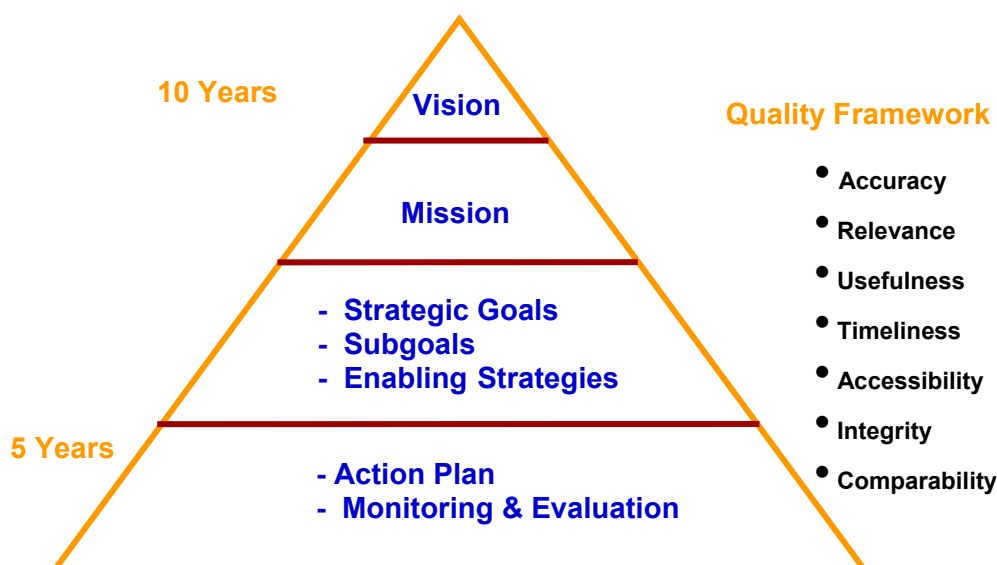 10 Years
Vision
Mission
- Strategic Goals
- Subgoals
- Enabling Strategies
5 Years
- Action Plan
- Monitoring & Evaluation
Quality Framework
• Accuracy
• Relevance
• Usefulness
• Timeliness
• Accessibility
• Integrity
• Comparability